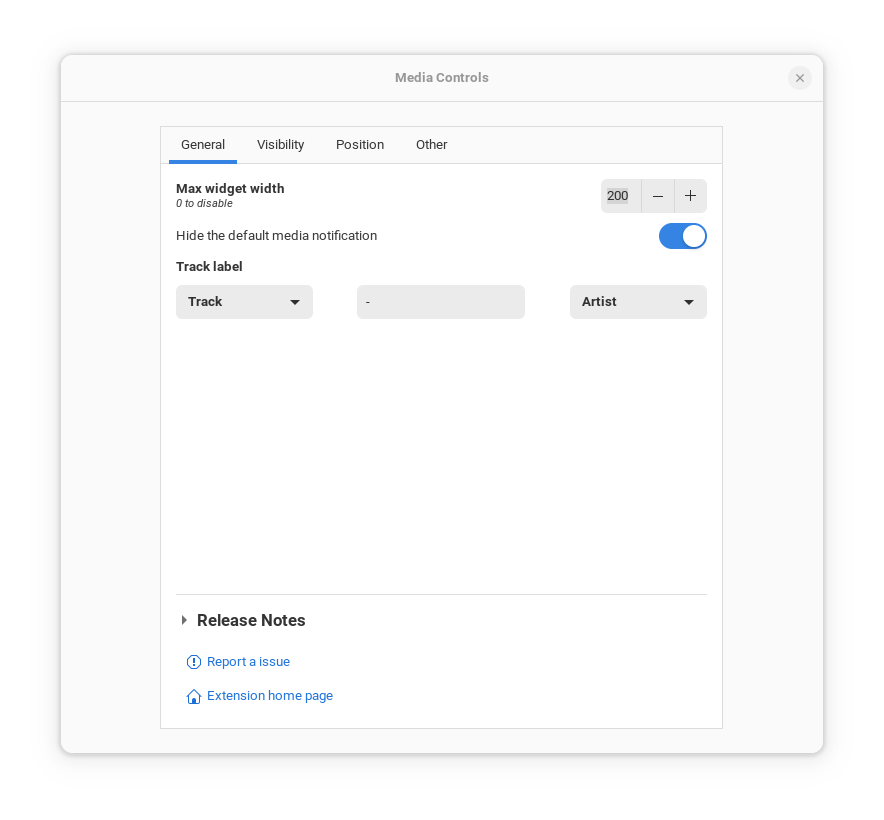 Media Controls
General Visibility Position Other
Max widget width
0 to disable
200
Hide the default media notification
Track label
Track - Artist
Release Notes
Report a issue
Extension home page